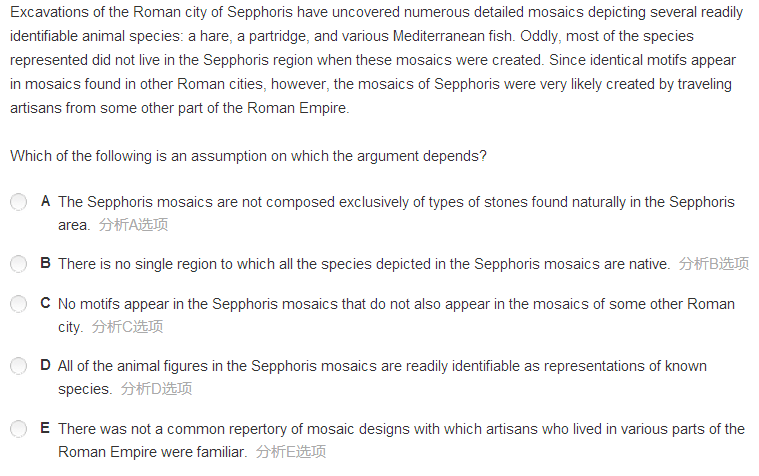 Excavations of the Roman city of Sepphoris have uncovered numerous detailed mosaics depicting several readily
identifiable animal species: a hare, a partridge, and various Mediterranean fish. Oddly, most of the species
represented did not live in the Sepphoris region when these mosaics were created. Since identical motifs appear
in mosaics found in other Roman cities, however, the mosaics of Sepphoris were very likely created by traveling
artisans from some other part of the Roman Empire.
Which of the following is an assumption on which the argument depends?
A The Sepphoris mosaics are not composed exclusively of types of stones found naturally in the Sepphoris
area. 分析A选项
B There is no single region to which all the species depicted in the Sepphoris mosaics are native. 分析B选项
C No motifs appear in the Sepphoris mosaics that do not also appear in the mosaics of some other Roman
city. 分析C选项
D All of the animal figures in the Sepphoris mosaics are readily identifiable as representations of known
species. 分析D选项
E There was not a common repertory of mosaic designs with which artisans who lived in various parts of the
Roman Empire were familiar. 分析E选项